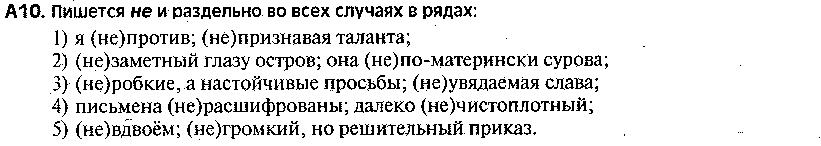 А10. Пишется не и раздельно во всех случаях в рядах:
1) я (не)против; (не)признавая таланта;
2) (не)заметный глазу остров; она (не)по-матерински сурова;
3) (не)робкие, а настойчивые просьбы; (не)увядаемая слава;
4) письмена (не)расшифрованы; далеко (не)чистоплотный;
5) (не)вдвоём; (не)громкий, но решительный приказ.